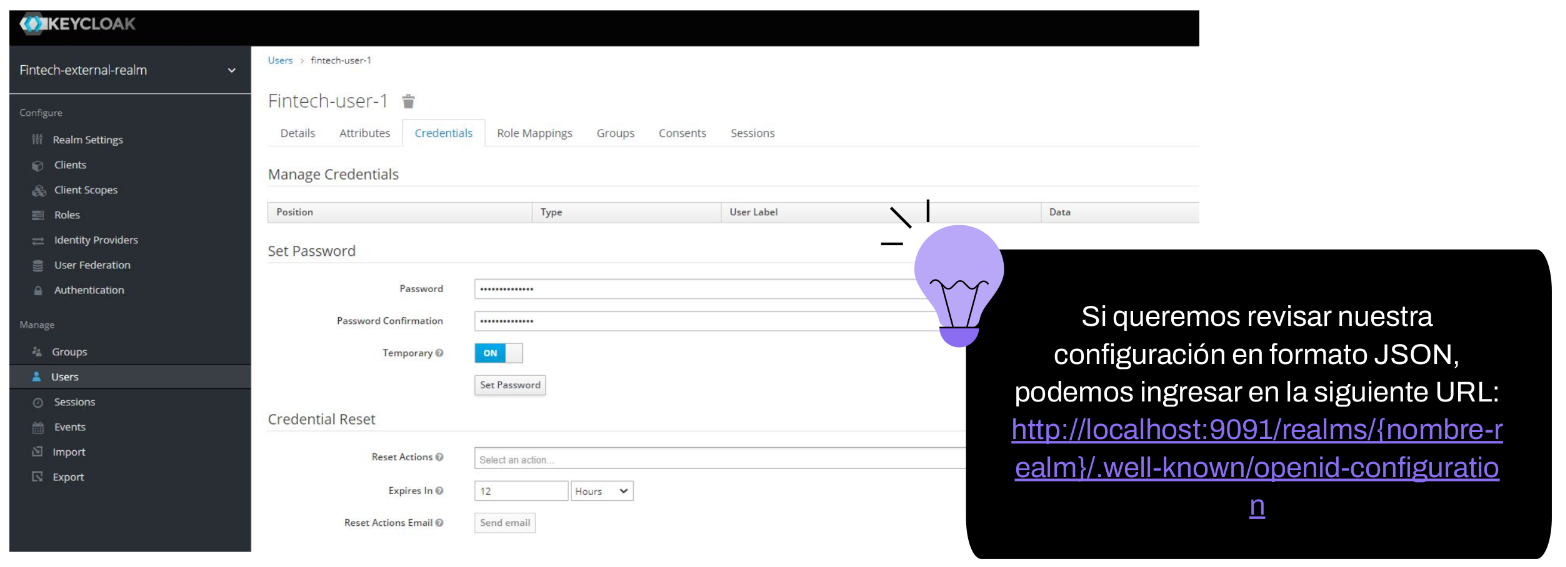 KEYCLOAK
Fintech-external-realm
Configure
Realm Settings
Clients
Client Scopes
Roles
Identity Providers
User Federation
Authentication
Manage
Groups
Users
Sessions
Events
Import
Export
Users > fintech-user-1
Fintech-user-1
Details Attributes Credentials Role Mappings Groups Consents Sessions
Manage Credentials
Position Type User Label Data
Set Password
Password ••••••••••••••
Password Confirmation ••••••••••••••
Temporary ON
Set Password
Credential Reset
Reset Actions Select an action...
Expires In 12 Hours
Reset Actions Email Send email
Si queremos revisar nuestra
configuración en formato JSON,
podemos ingresar en la siguiente URL:
http://localhost:9091/realms/{nombre-r
ealm}/.well-known/openid-configuratio
n